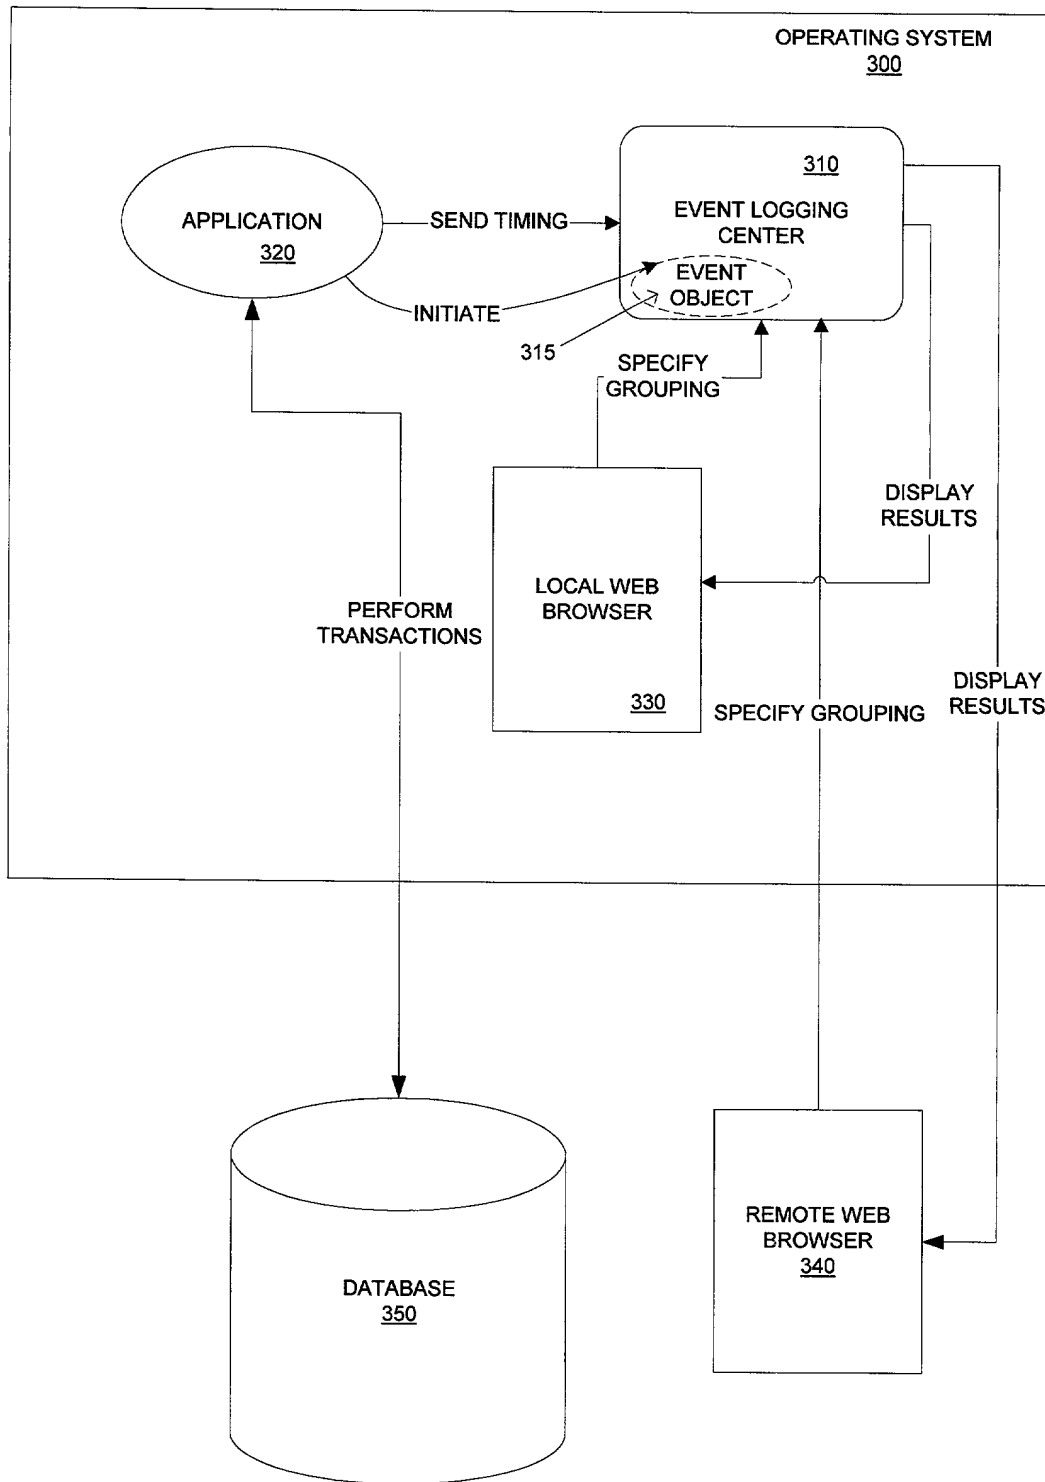 OPERATING SYSTEM
300
310
EVENT LOGGING
CENTER
APPLICATION
320
SEND TIMING
EVENT
OBJECT
INITIATE
315
SPECIFY
GROUPING
DISPLAY
RESULTS
LOCAL WEB
BROWSER
330
PERFORM
TRANSACTIONS
SPECIFY GROUPING
DISPLAY
RESULTS
REMOTE WEB
BROWSER
340
DATABASE
350